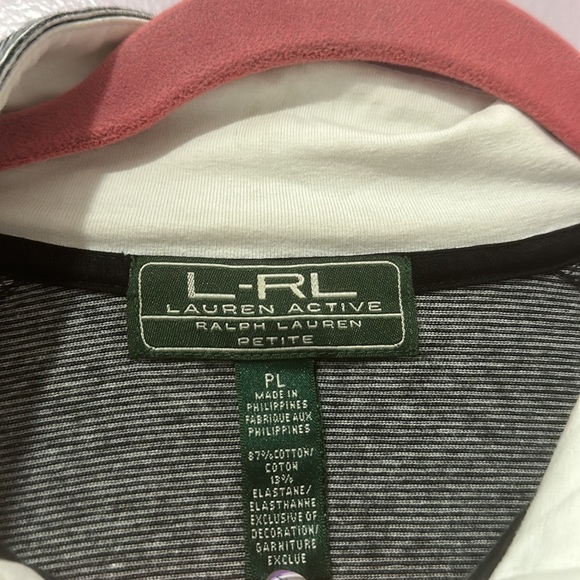 L-RL
LAUREN ACTIVE
RALPH LAUREN
PETITE
PL
MADE IN
PHILIPPINES
FABRIQUE AUX
PHILIPPINES
87% COTTON/
COTON
13%
ELASTANE/
ELASTHANNE
EXCLUSIVE OF
DECORATION/
GARNITURE
EXCLUE